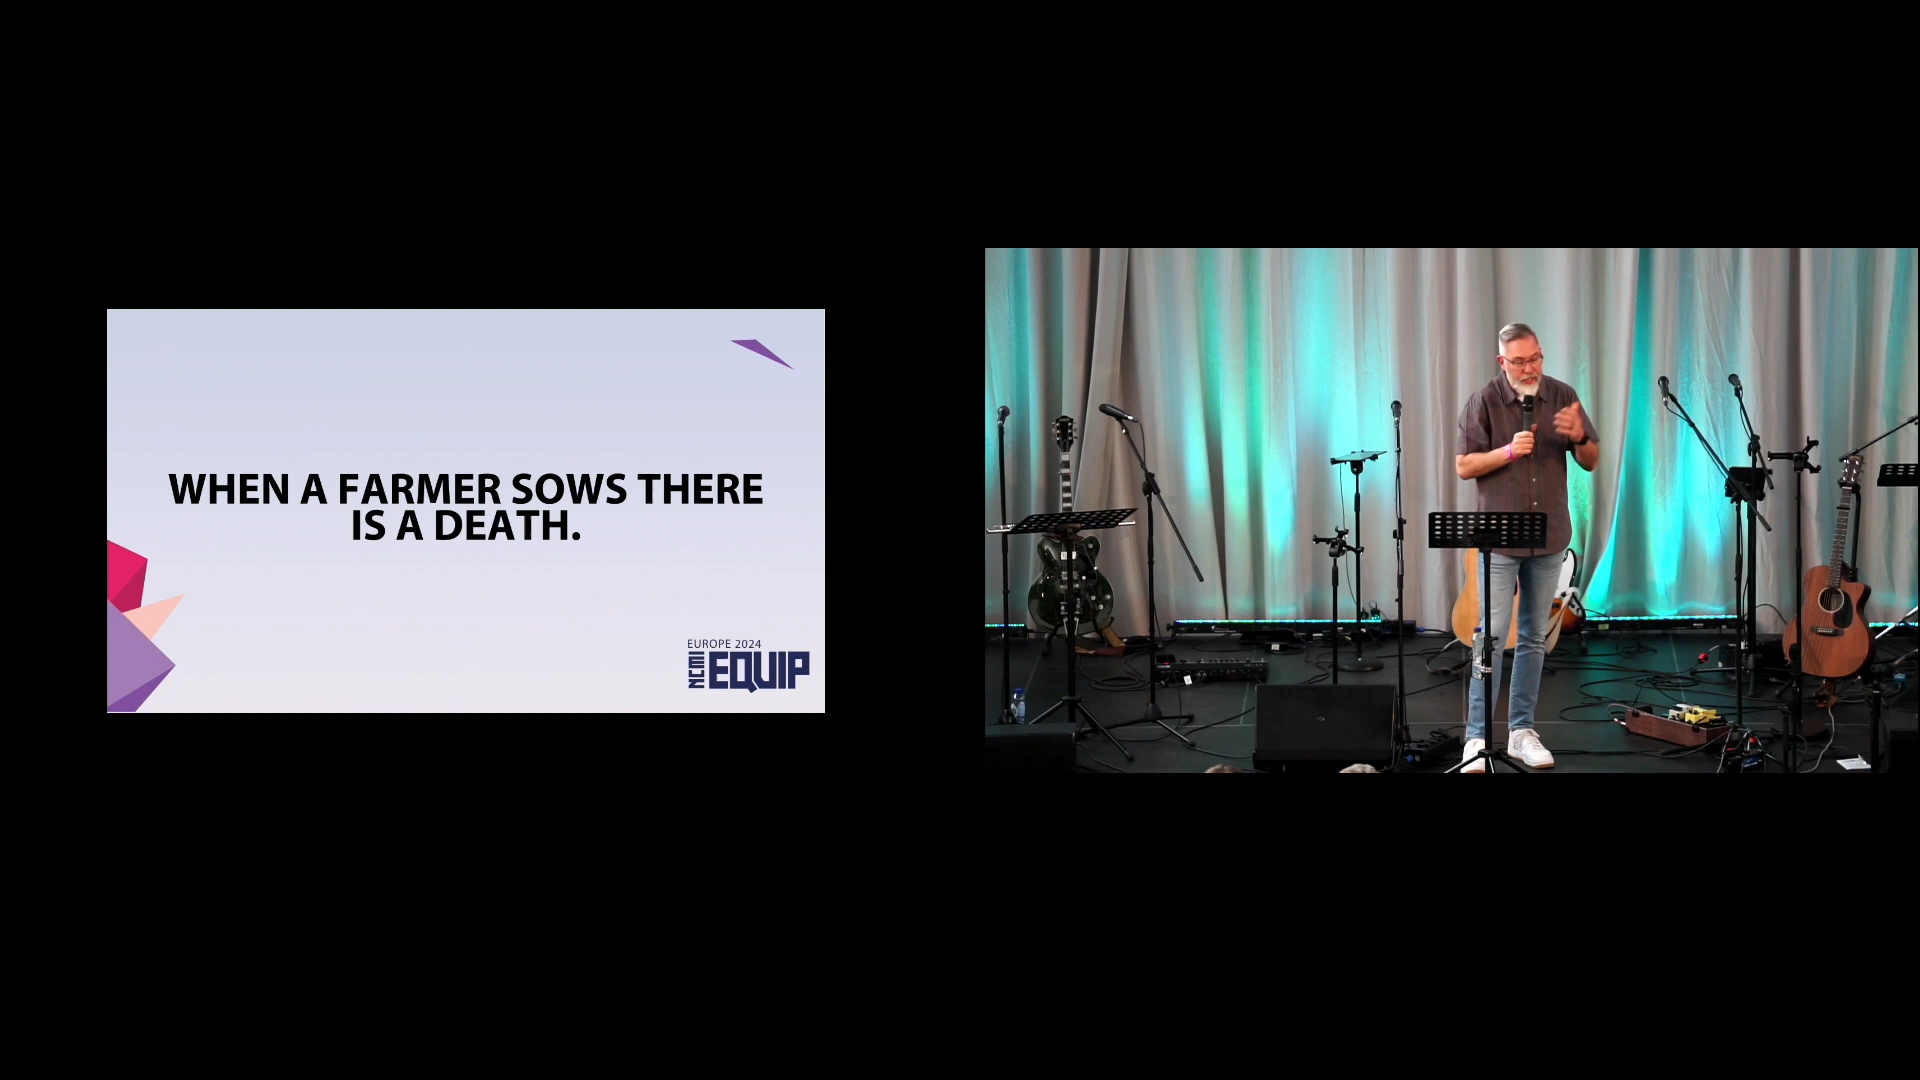 WHEN A FARMER SOWS THERE
IS A DEATH.
EUROPE 2024
NCMI EQUIP